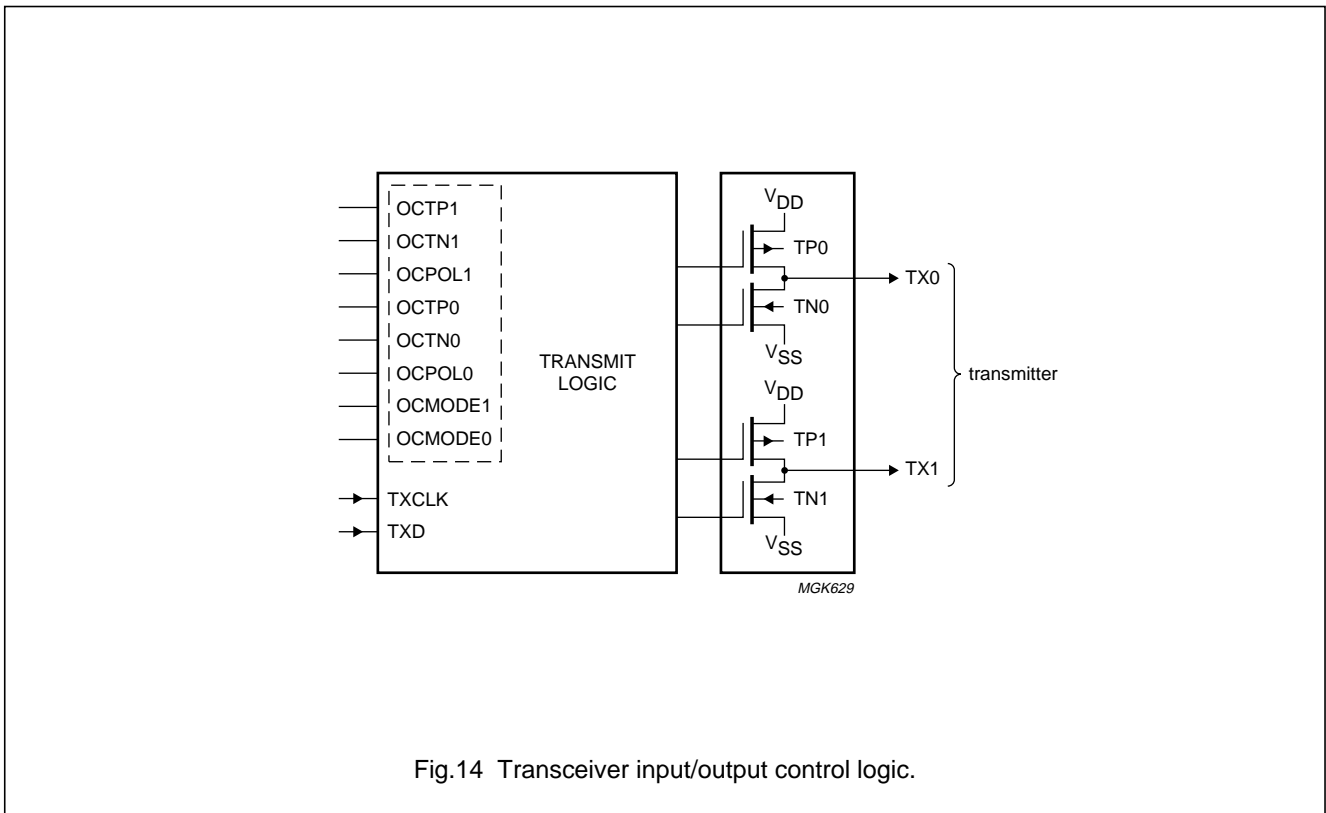 OCTP1
OCTN1
OCPOL1
OCTP0
OCTN0
OCPOL0
OCMODE1
OCMODE0
TXCLK
TXD
TRANSMIT
LOGIC
VDD
TP0
TX0
TN0
VSS
transmitter
VDD
TP1
TX1
TN1
VSS
MGK629
Fig.14 Transceiver input/output control logic.